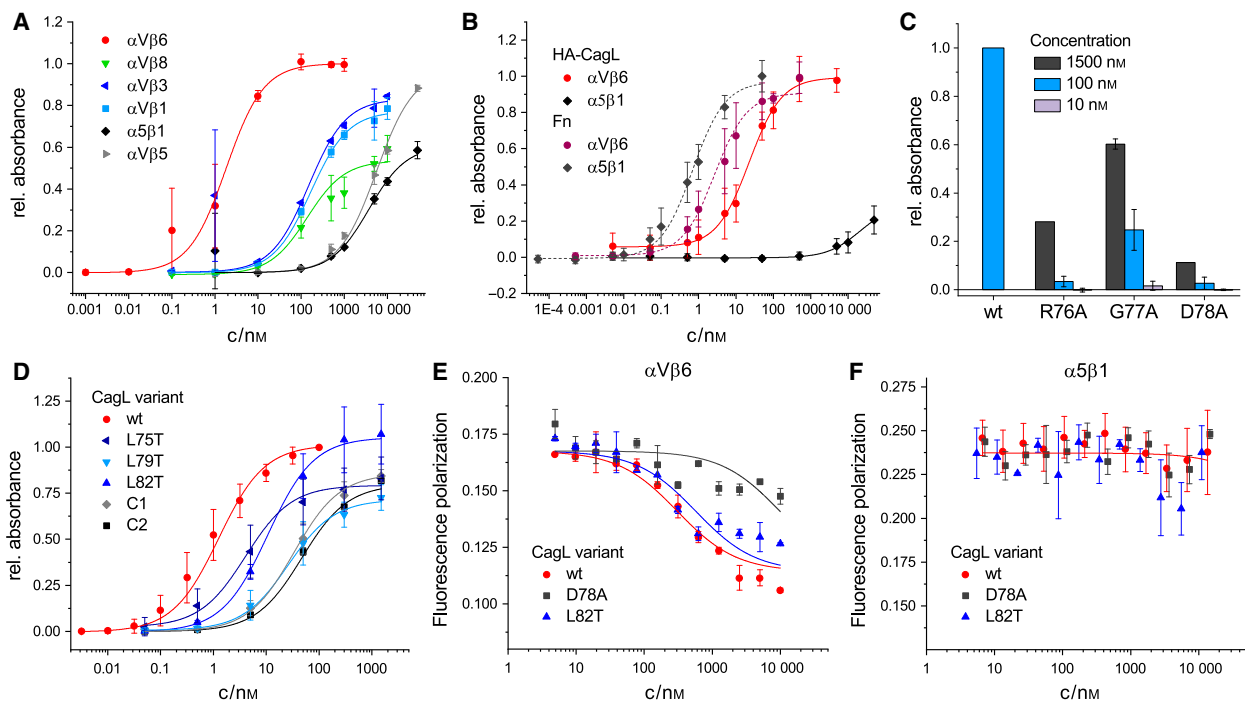 A
1.2
1.0
0.8
0.6
0.4
0.2
0.0
rel. absorbance
αVβ6
αVβ8
αVβ3
αVβ1
α5β1
αVβ5
0.001
0.01
0.1
1
10
100
1000
10 000
c/nM
B
1.2
1.0
0.8
0.6
0.4
0.2
0.0
−0.2
rel. absorbance
HA-CagL
αVβ6
α5β1
Fn
αVβ6
α5β1
1E-4
0.01
0.1
1
10
100
1000
10 000
c/nM
C
1.0
0.8
0.6
0.4
0.2
0.0
rel. absorbance
Concentration
1500 nM
100 nM
10 nM
wt
R76A
G77A
D78A
D
1.25
1.00
0.75
0.50
0.25
0.00
rel. absorbance
CagL variant
wt
L75T
L79T
L82T
C1
C2
0.01
0.1
1
10
100
1000
c/nM
E
αVβ6
0.200
0.175
0.150
0.125
0.100
Fluorescence polarization
CagL variant
wt
D78A
L82T
1
10
100
1000
10 000
c/nM
F
α5β1
0.275
0.250
0.225
0.200
0.175
0.150
Fluorescence polarization
CagL variant
wt
D78A
L82T
1
10
100
1000
10 000
c/nM